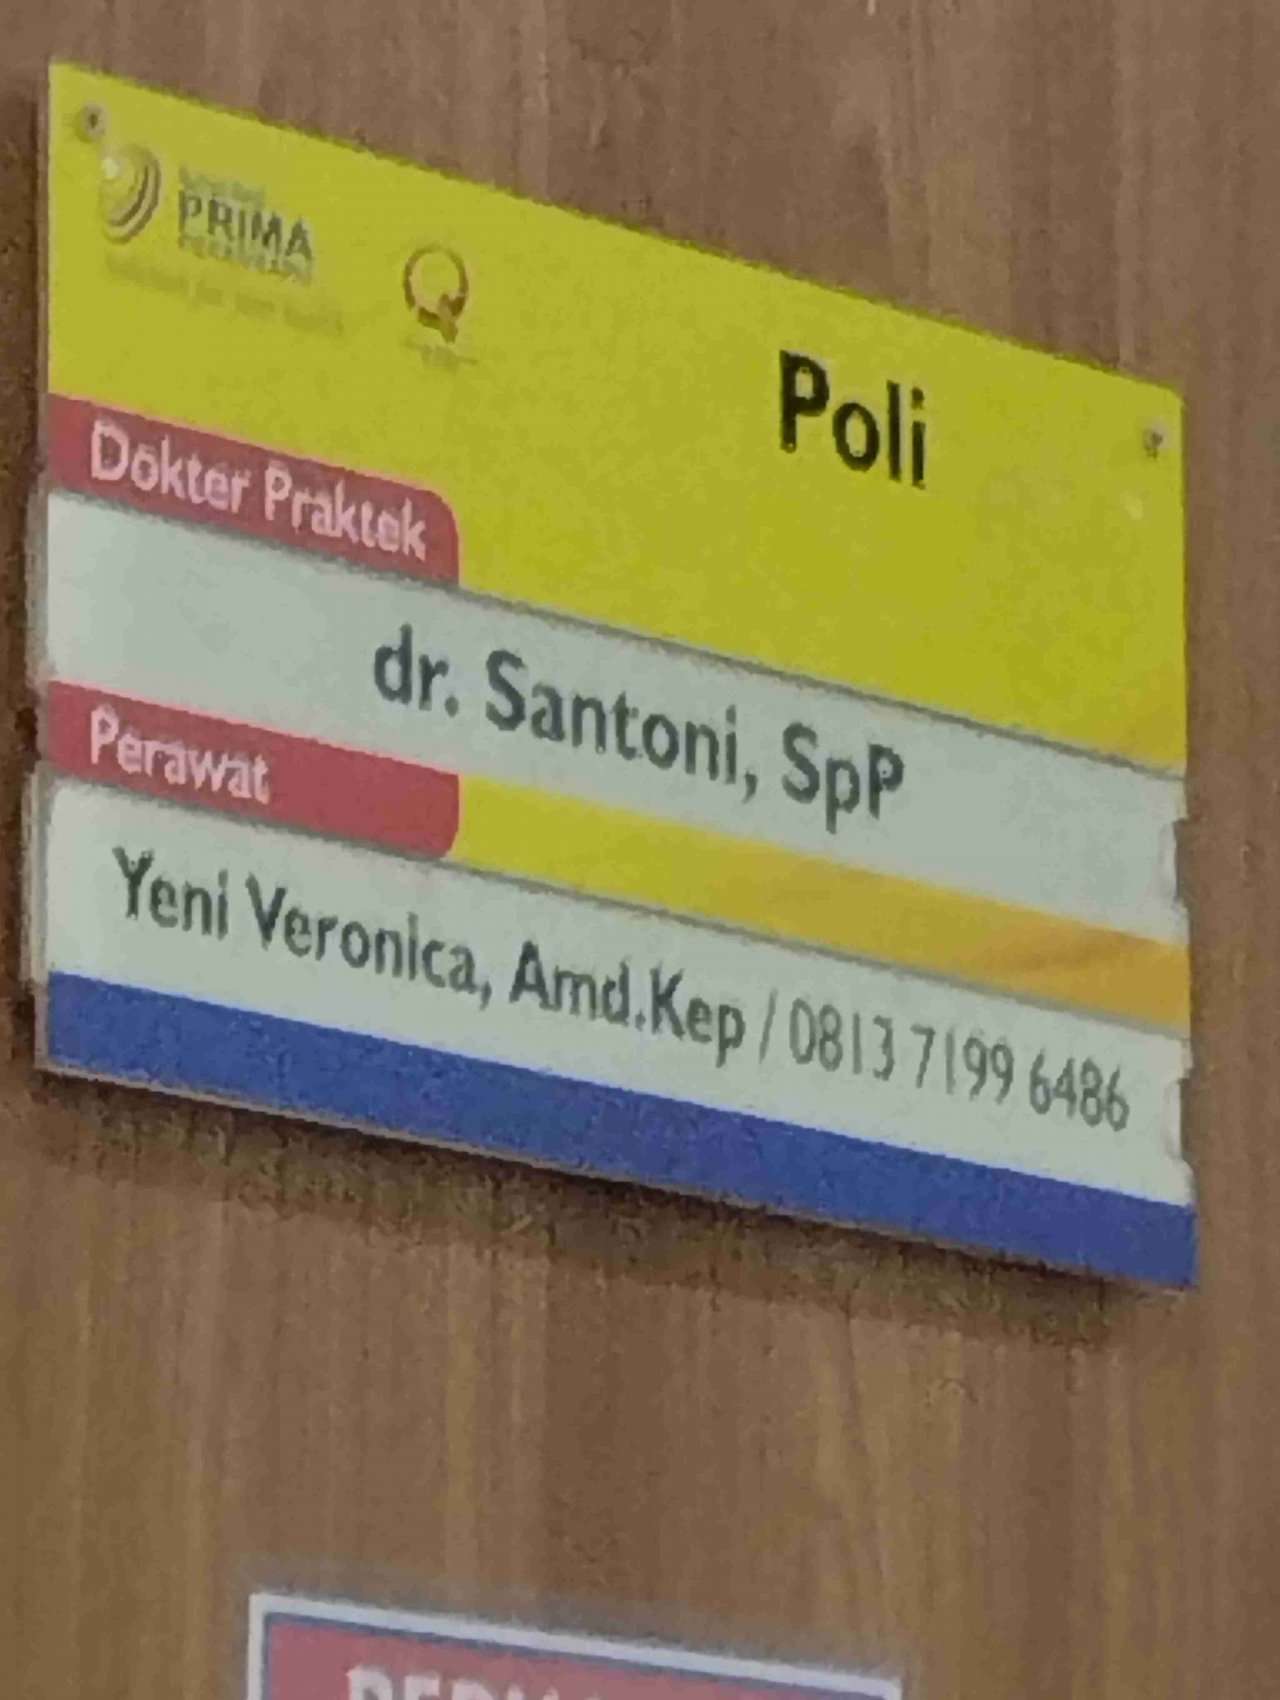 PRIMA
Poli
Dokter Praktek
dr. Santoni, SpP
Perawat
Yeni Veronica, Amd.Kep / 0813 7199 6486